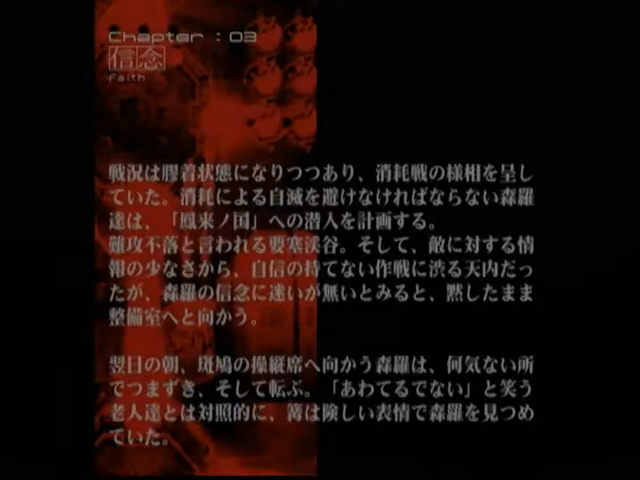 Chapter : 03
信念
Faith
戦況は膠着状態になりつつあり、消耗戦の様相を呈し
ていた。消耗による自滅を避けなければならない森羅
達は、「鳳来ノ国」への潜入を計画する。
難攻不落と言われる要塞渓谷。そして、敵に対する情
報の少なさから、自信の持てない作戦に渋る天内だっ
たが、森羅の信念に迷いが無いとみると、黙したまま
整備室へと向かう。
翌日の朝、斑鳩の操縦席へ向かう森羅は、何気ない所
でつまずき、そして転ぶ。「あわてるでない」と笑う
老人達とは対照的に、篝は険しい表情で森羅を見つめ
ていた。